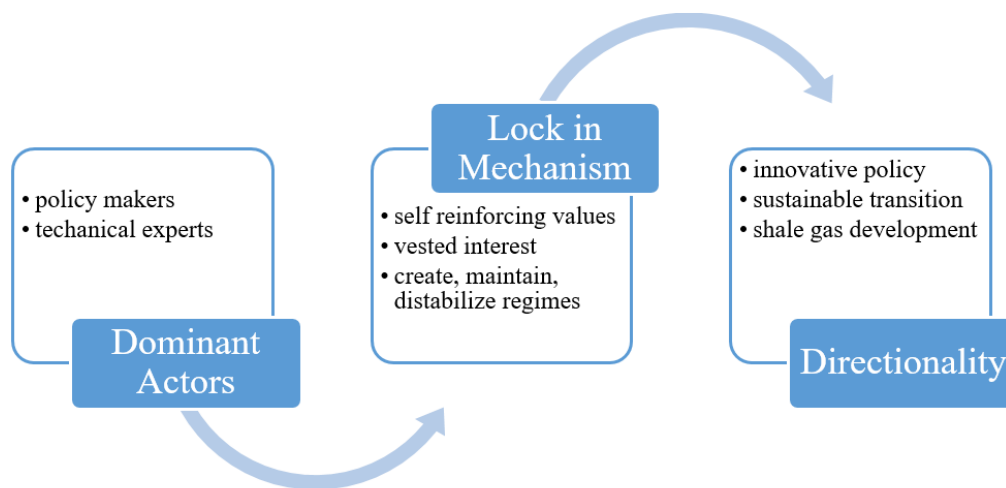 • policy makers
• techanical experts
Dominant
Actors
Lock in
Mechanism
• self reinforcing values
• vested interest
• create, maintain,
distabilize regimes
• innovative policy
• sustainable transition
• shale gas development
Directionality